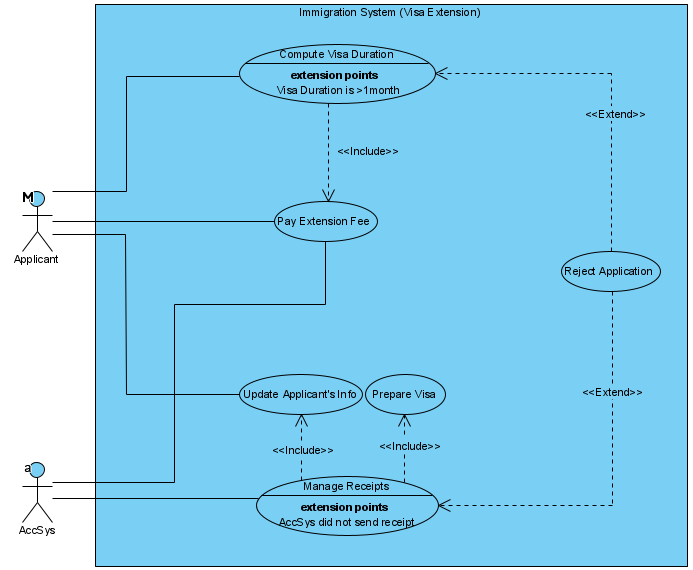 Immigration System (Visa Extension)
Compute Visa Duration
extension points
Visa Duration is >1month
<<Extend>>
<<Include>>
M
Applicant
Pay Extension Fee
Reject Application
Update Applicant's Info
Prepare Visa
<<Extend>>
<<Include>>
<<Include>>
a
AccSys
Manage Receipts
extension points
AccSys did not send receipt